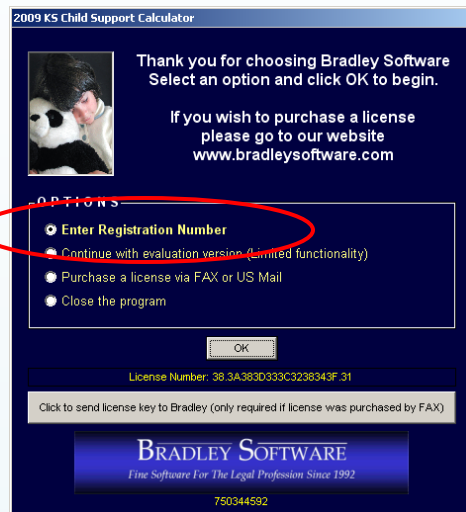 2009 KS Child Support Calculator
Thank you for choosing Bradley Software
Select an option and click OK to begin.
If you wish to purchase a license
please go to our website
www.bradleysoftware.com
OPTIONS
Enter Registration Number
Continue with evaluation version (Limited functionality)
Purchase a license via FAX or US Mail
Close the program
OK
License Number: 38.3A383D333C3238343F.31
Click to send license key to Bradley (only required if license was purchased by FAX)
BRADLEY SOFTWARE
Fine Software For The Legal Profession Since 1992
750344592